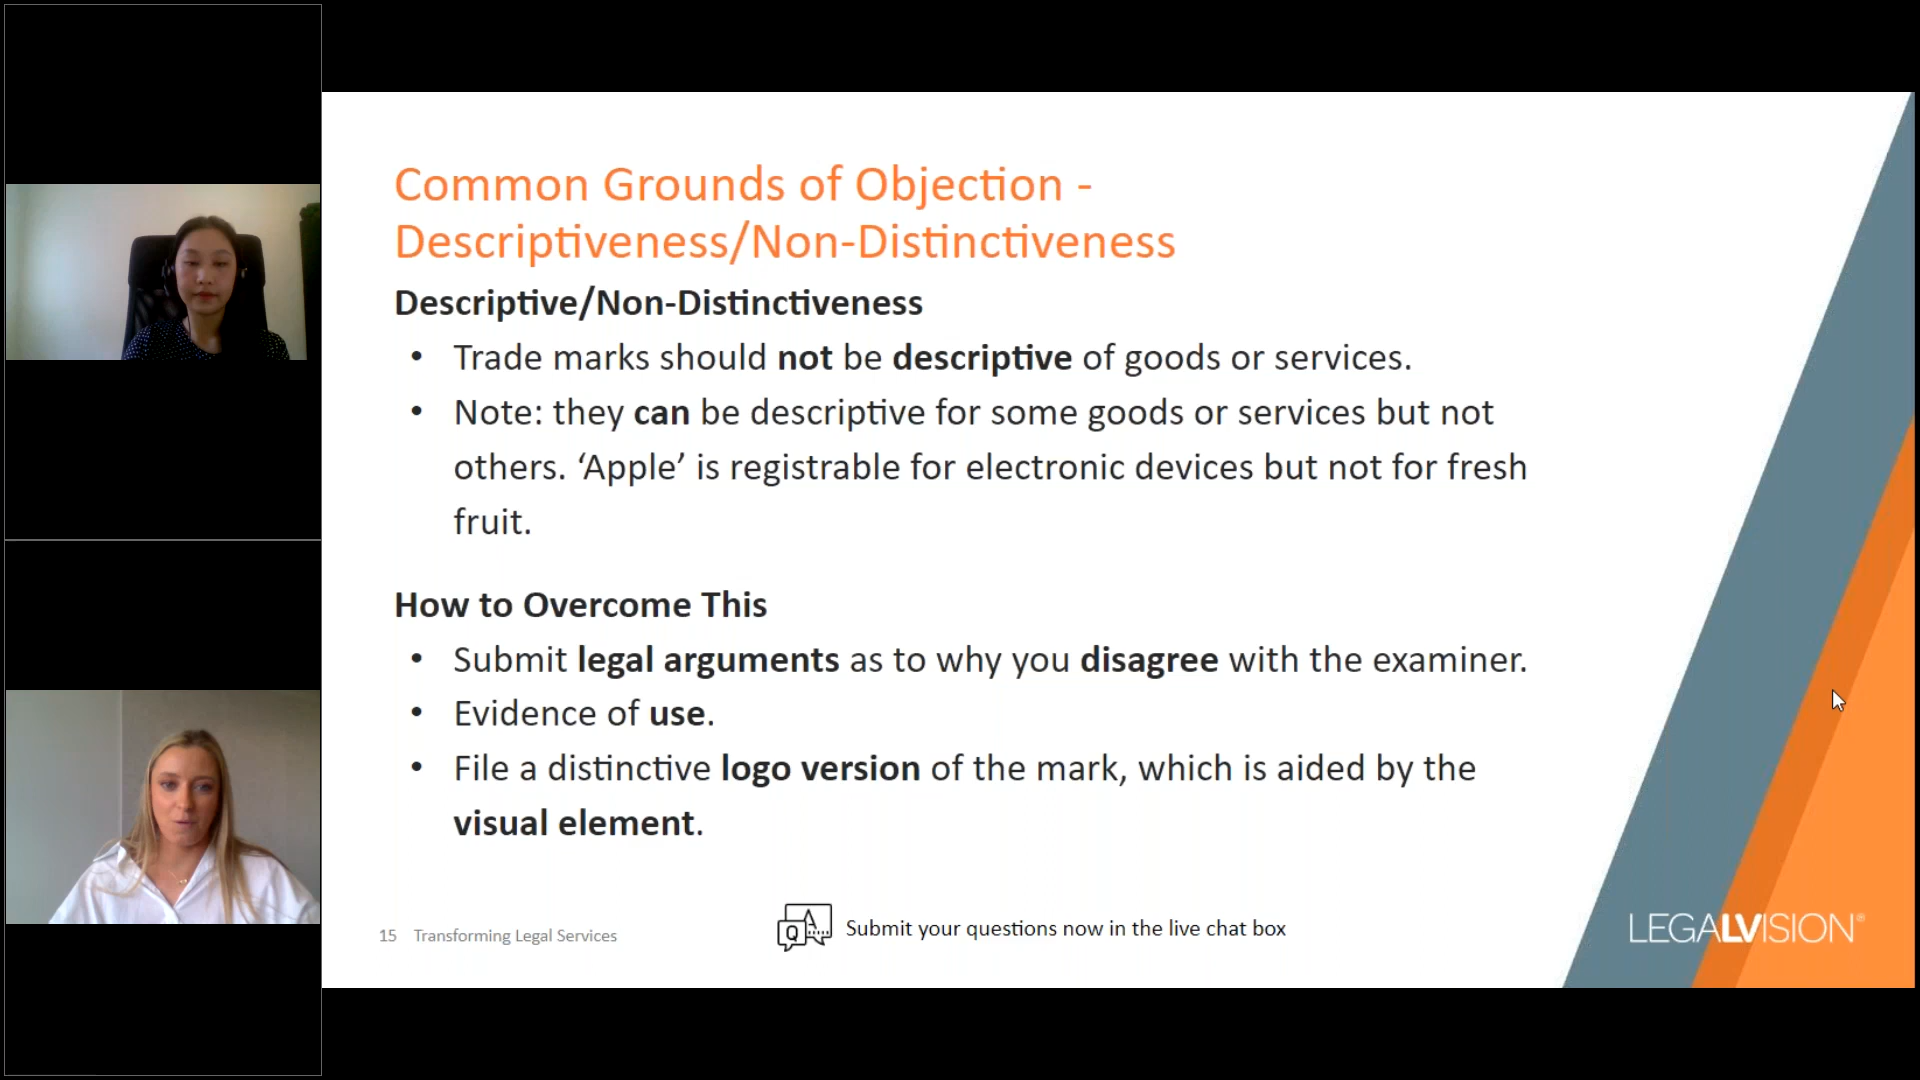 Common Grounds of Objection -
Descriptiveness/Non-Distinctiveness
Descriptive/Non-Distinctiveness
• Trade marks should not be descriptive of goods or services.
• Note: they can be descriptive for some goods or services but not
others. ‘Apple’ is registrable for electronic devices but not for fresh
fruit.
How to Overcome This
• Submit legal arguments as to why you disagree with the examiner.
• Evidence of use.
• File a distinctive logo version of the mark, which is aided by the
visual element.
15 Transforming Legal Services
Q A
Submit your questions now in the live chat box
LEGALVISION®